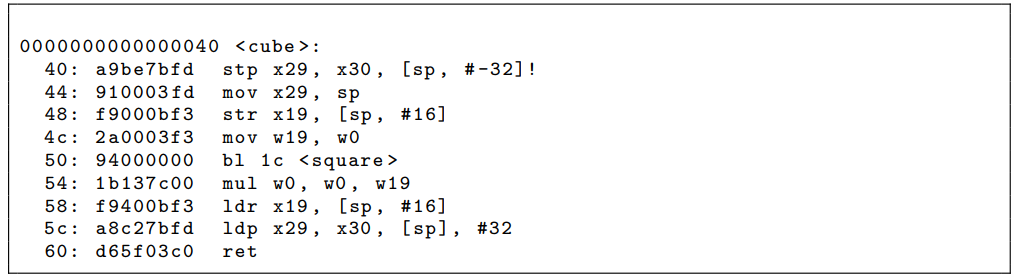 0000000000000040 <cube>:
40: a9be7bfd stp x29, x30, [sp, #-32]!
44: 910003fd mov x29, sp
48: f9000bf3 str x19, [sp, #16]
4c: 2a0003f3 mov w19, w0
50: 94000000 bl 1c <square>
54: 1b137c00 mul w0, w0, w19
58: f9400bf3 ldr x19, [sp, #16]
5c: a8c27bfd ldp x29, x30, [sp], #32
60: d65f03c0 ret